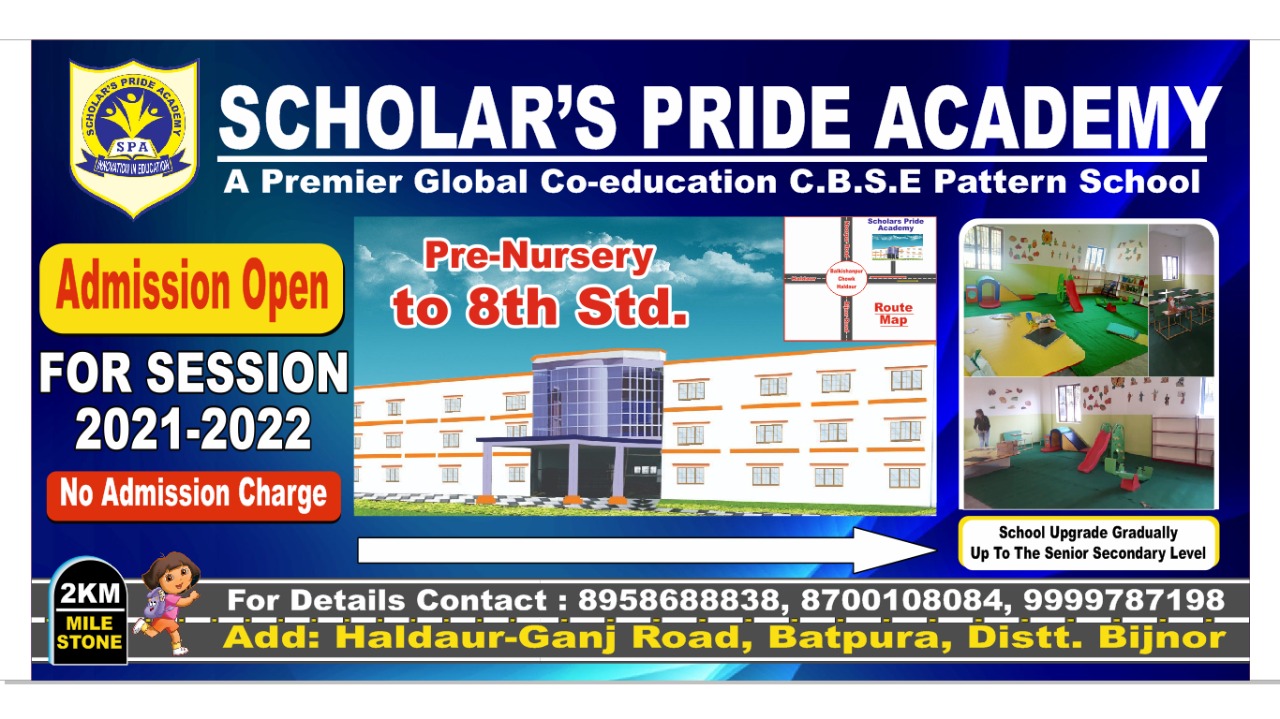 SCHOLAR'S PRIDE ACADEMY
SPA
INNOVATION IN EDUCATION
SCHOLAR'S PRIDE ACADEMY
A Premier Global Co-education C.B.S.E Pattern School
Admission Open
FOR SESSION
2021-2022
No Admission Charge
Pre-Nursery
to 8th Std.
Scholars Pride
Academy
Haldaur
Chowk
Haldaur
Route
Map
School Upgrade Gradually
Up To The Senior Secondary Level
2KM
MILE
STONE
For Details Contact : 8958688838, 8700108084, 9999787198
Add: Haldaur-Ganj Road, Batpura, Distt. Bijnor